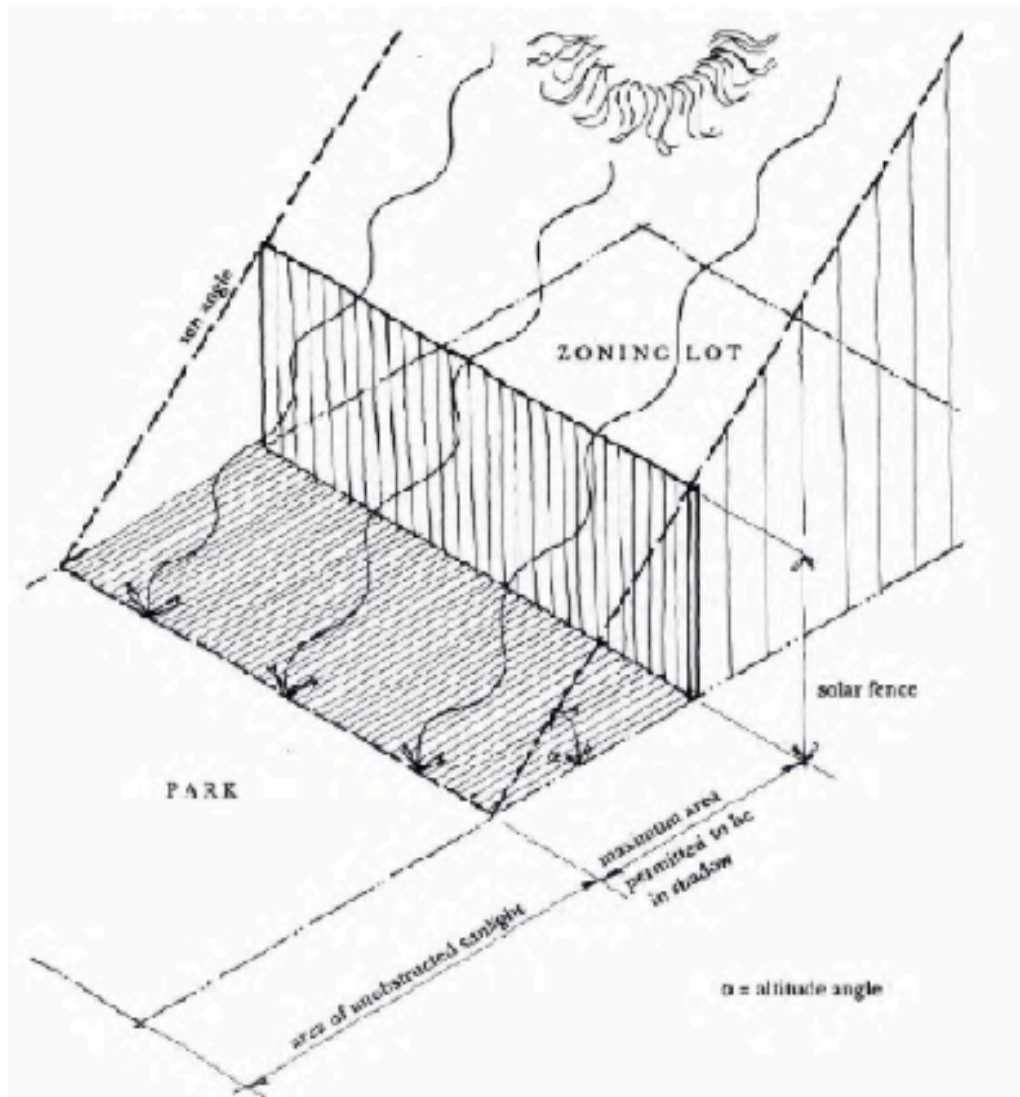 sun angle
ZONING LOT
solar fence
α
PARK
maximum area
permitted to be
in shadow
area of unobstructed sunlight
α = altitude angle